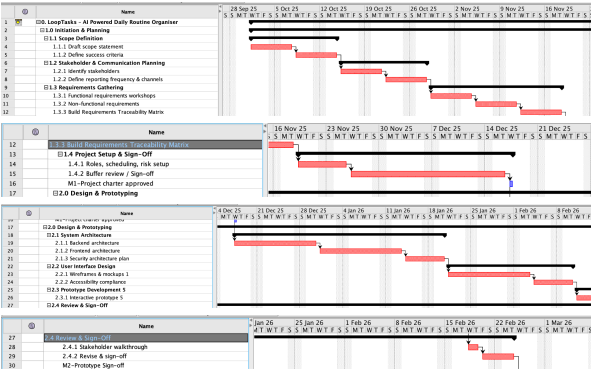 Name 28 Sep 25 5 Oct 25 12 Oct 25 19 Oct 25 26 Oct 25 2 Nov 25 9 Nov 25 16 Nov 25
S S M T W T F S S M T W T F S S M T W T F S S M T W T F S S M T W T F S S M T W T F S S M T W T F S S M T W T F S
1 0. LoopTasks - AI Powered Daily Routine Organiser
2 1.0 Initiation & Planning
3 1.1 Scope Definition
4 1.1.1 Draft scope statement
5 1.1.2 Define success criteria
6 1.2 Stakeholder & Communication Planning
7 1.2.1 Identify stakeholders
8 1.2.2 Define reporting frequency & channels
9 1.3 Requirements Gathering
10 1.3.1 Functional requirements workshops
11 1.3.2 Non-functional requirements
12 1.3.3 Build Requirements Traceability Matrix
Name 16 Nov 25 23 Nov 25 30 Nov 25 7 Dec 25 14 Dec 25 21 Dec 25
S M T W T F S S M T W T F S S M T W T F S S M T W T F S S M T W T F S S M T W T F S
12 1.3.3 Build Requirements Traceability Matrix
13 1.4 Project Setup & Sign-Off
14 1.4.1 Roles, scheduling, risk setup
15 1.4.2 Buffer review / Sign-off
16 M1-Project charter approved
17 2.0 Design & Prototyping
Name 4 Dec 25 21 Dec 25 28 Dec 25 4 Jan 26 11 Jan 26 18 Jan 26 25 Jan 26 1 Feb 26 8 Feb 26
M T W T F S S M T W T F S S M T W T F S S M T W T F S S M T W T F S S M T W T F S S M T W T F S S M T W T F S S M T W T F S
16 M1-Project charter approved
17 2.0 Design & Prototyping
18 2.1 System Architecture
19 2.1.1 Backend architecture
20 2.1.2 Frontend architecture
21 2.1.3 Security architecture plan
22 2.2 User Interface Design
23 2.2.1 Wireframes & mockups 1
24 2.2.2 Accessibility compliance
25 2.3 Prototype Development 5
26 2.3.1 Interactive prototype 5
27 2.4 Review & Sign-Off
Name Jan 26 25 Jan 26 1 Feb 26 8 Feb 26 15 Feb 26 22 Feb 26 1 Mar 26
T W T F S S M T W T F S S M T W T F S S M T W T F S S M T W T F S S M T W T F S S M T W T F S
27 2.4 Review & Sign-Off
28 2.4.1 Stakeholder walkthrough
29 2.4.2 Revise & sign-off
30 M2-Prototype Sign-off